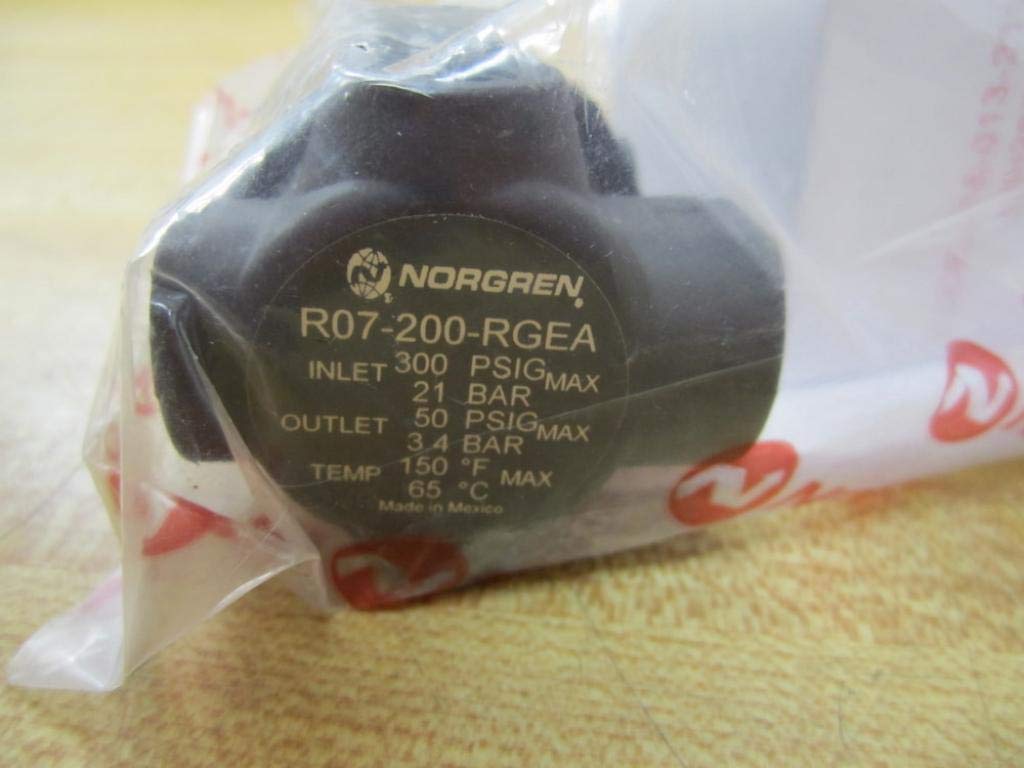 NORGREN
R07-200-RGEA
INLET 300 PSIG MAX
21 BAR
OUTLET 50 PSIG MAX
3.4 BAR
TEMP 150 °F MAX
65 °C
Made in Mexico